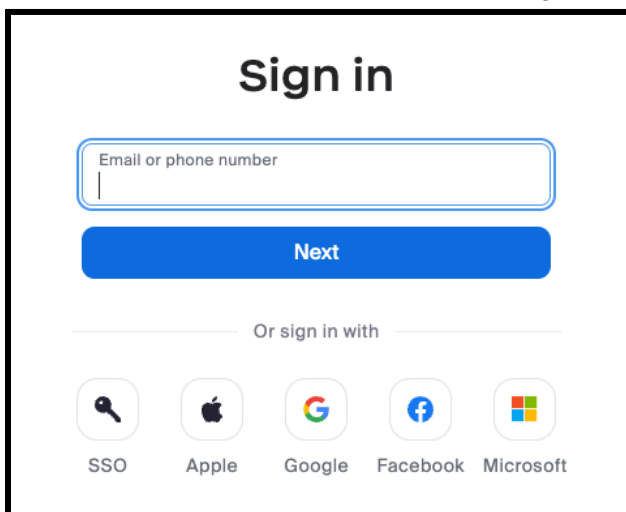 Sign in
Email or phone number
Next
Or sign in with
SSO Apple Google Facebook Microsoft